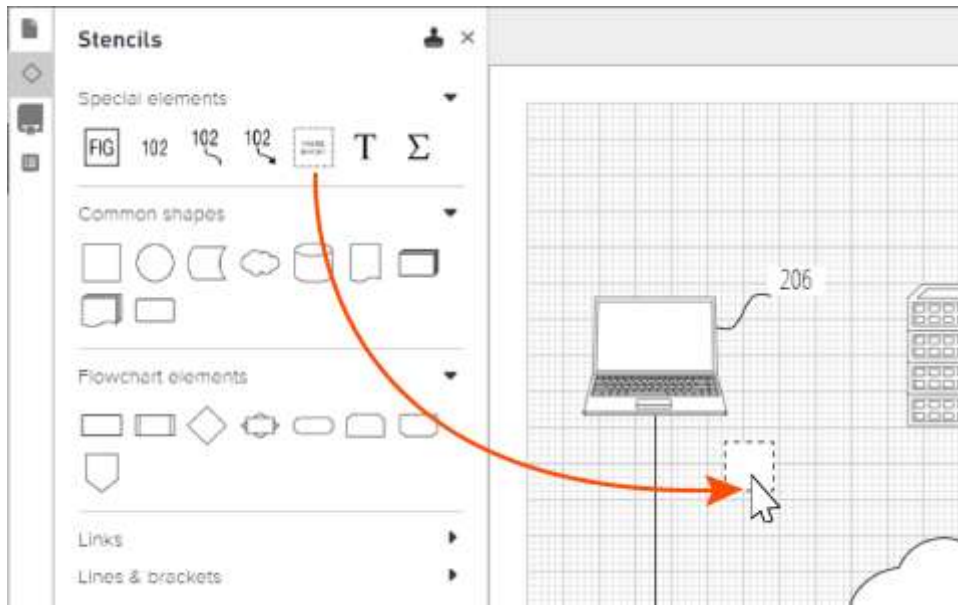 Stencils
Special elements
FIG 102 102 102 T Σ
Common shapes
206
Flowchart elements
Links
Lines & brackets